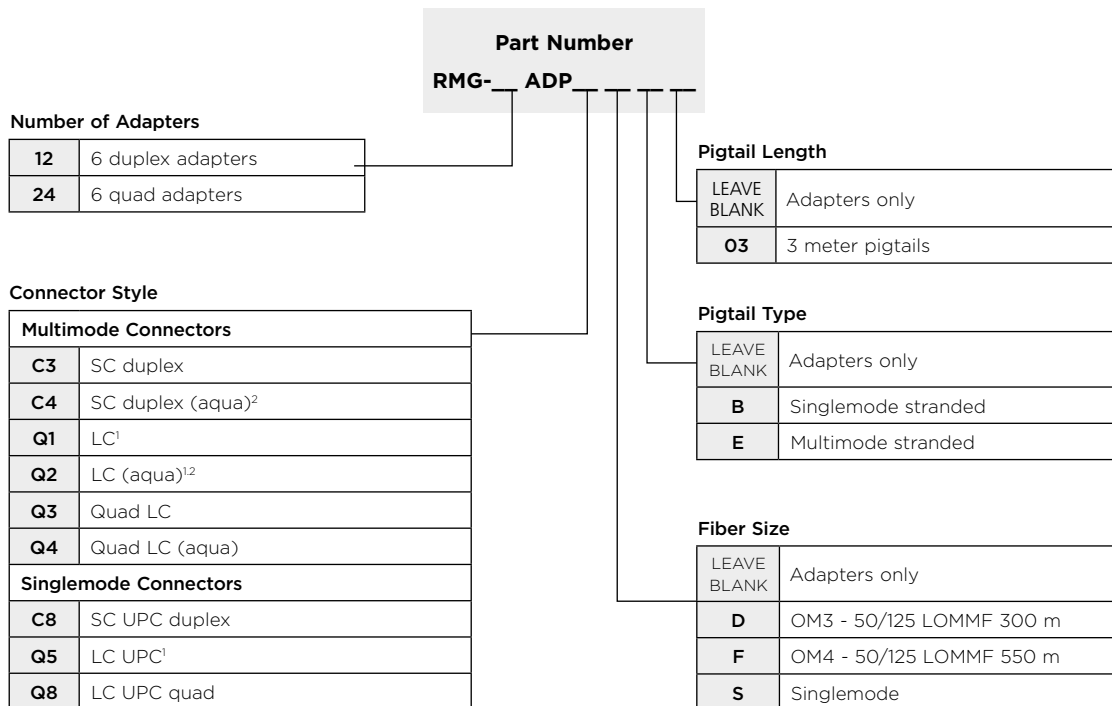 Part Number
RMG-__ ADP__ __ __ __
Number of Adapters
12 6 duplex adapters
24 6 quad adapters
Connector Style
Multimode Connectors
C3 SC duplex
C4 SC duplex (aqua)²
Q1 LC¹
Q2 LC (aqua)¹,²
Q3 Quad LC
Q4 Quad LC (aqua)
Singlemode Connectors
C8 SC UPC duplex
Q5 LC UPC¹
Q8 LC UPC quad
Pigtail Length
LEAVE
BLANK Adapters only
03 3 meter pigtails
Pigtail Type
LEAVE
BLANK Adapters only
B Singlemode stranded
E Multimode stranded
Fiber Size
LEAVE
BLANK Adapters only
D OM3 - 50/125 LOMMF 300 m
F OM4 - 50/125 LOMMF 550 m
S Singlemode